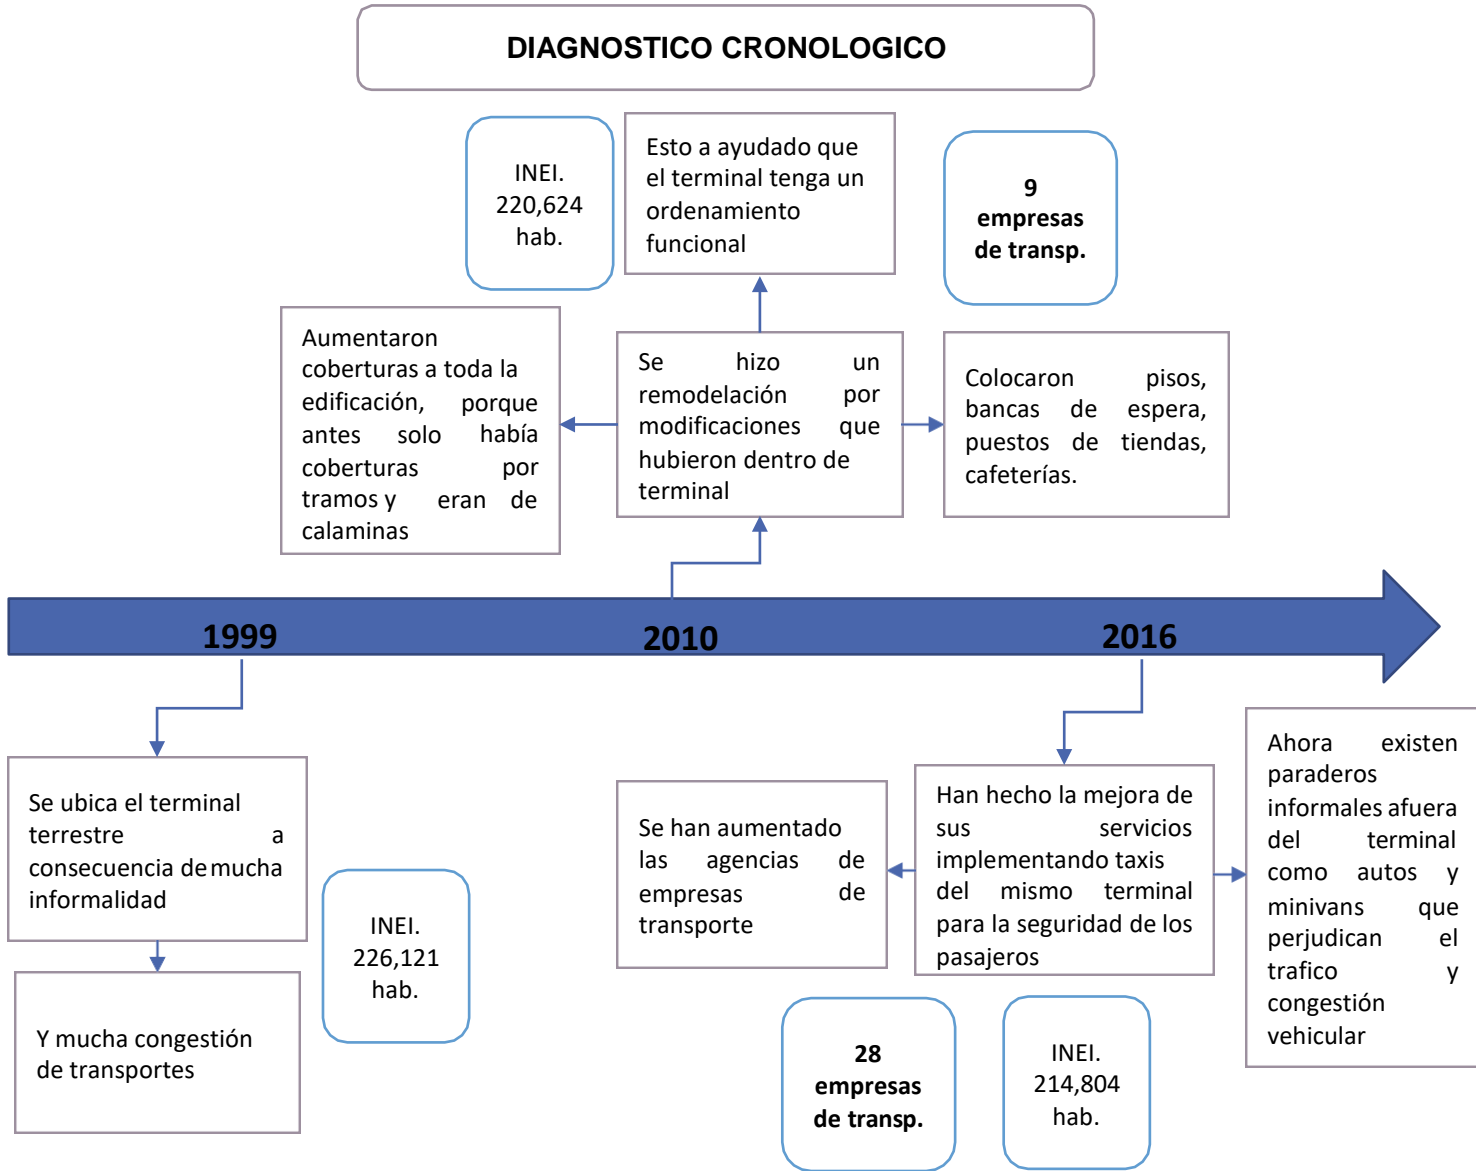 DIAGNOSTICO CRONOLOGICO
INEI.
220,624
hab.
Esto a ayudado que
el terminal tenga un
ordenamiento
funcional
9
empresas
de transp.
Aumentaron
coberturas a toda la
edificación, porque
antes solo había
coberturas por
tramos y eran de
calaminas
Se hizo un
remodelación por
modificaciones que
hubieron dentro de
terminal
Colocaron pisos,
bancas de espera,
puestos de tiendas,
cafeterías.
1999
2010
2016
Se ubica el terminal
terrestre a
consecuencia de mucha
informalidad
Y mucha congestión
de transportes
INEI.
226,121
hab.
Se han aumentado
las agencias de
empresas de
transporte
Han hecho la mejora de
sus servicios
implementando taxis
del mismo terminal
para la seguridad de los
pasajeros
Ahora existen
paraderos
informales afuera
del terminal
como autos y
minivans que
perjudican el
trafico y
congestión
vehicular
28
empresas
de transp.
INEI.
214,804
hab.